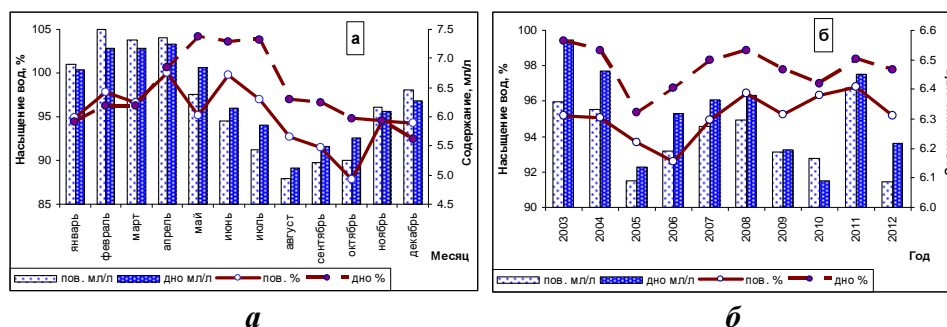 а
Насыщение вод, %
105
100
95
90
85
7.5
7.0
6.5
6.0
5.5
5.0
4.5
Содержание, мл/л
январь
февраль
март
апрель
май
июнь
июль
август
сентябрь
октябрь
ноябрь
декабрь
Месяц
пов. мл/л дно мл/л пов. % дно %
а
б
Насыщение вод, %
100
98
96
94
92
90
6.6
6.5
6.4
6.3
6.2
6.1
6.0
2003
2004
2005
2006
2007
2008
2009
2010
2011
2012
Год
пов. мл/л дно мл/л пов. % дно %
б